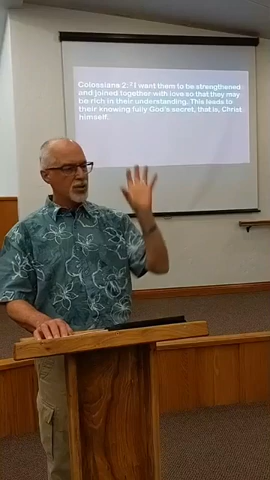 Colossians 2: ² I want them to be strengthened
and joined together with love so that they may
be rich in their understanding. This leads to
their knowing fully God's secret, that is, Christ
himself.